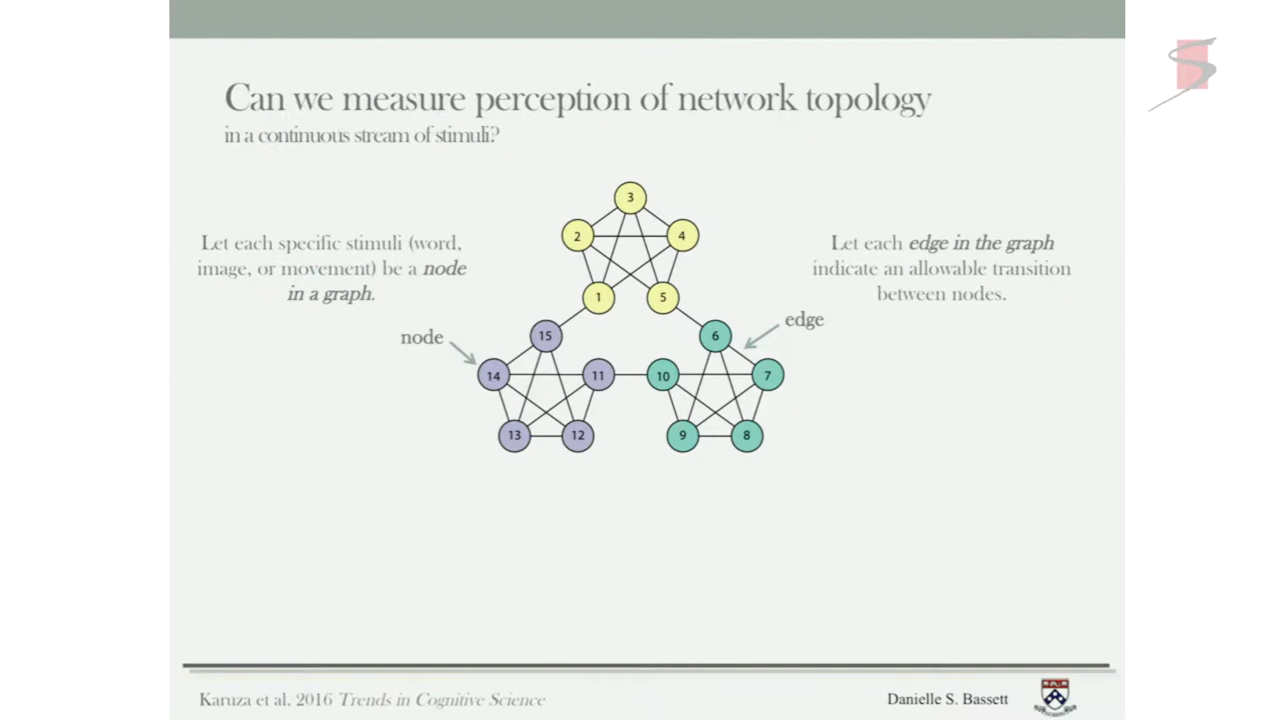 Can we measure perception of network topology
in a continuous stream of stimuli?
Let each specific stimuli (word,
image, or movement) be a node
in a graph.
Let each edge in the graph
indicate an allowable transition
between nodes.
node
edge
3
2
4
1
5
15
6
14
11
10
7
13
12
9
8
Karuza et al. 2016 Trends in Cognitive Science
Danielle S. Bassett